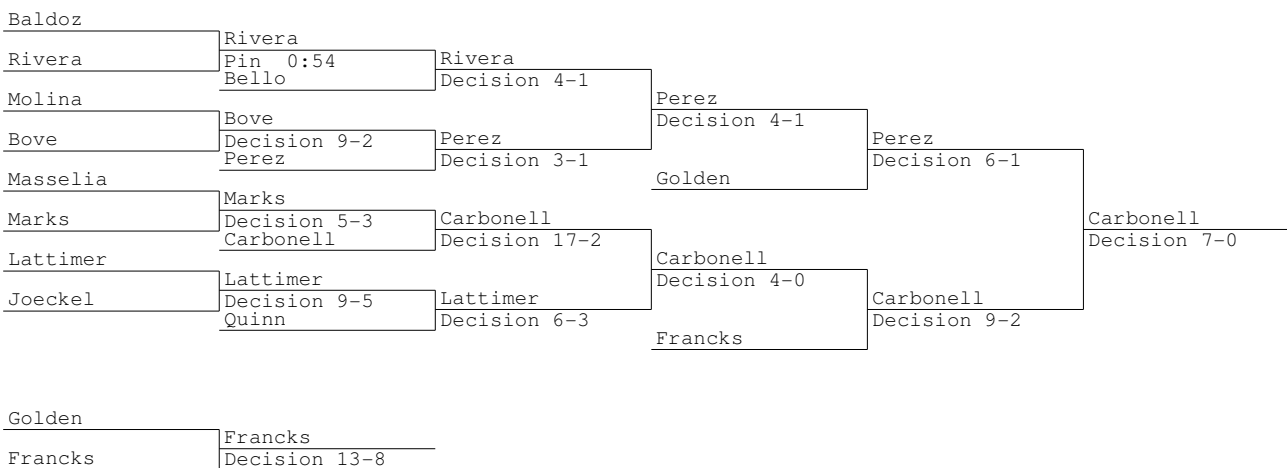 Baldoz
Rivera
Rivera
Pin 0:54
Bello
Rivera
Decision 4-1
Molina
Bove
Bove
Decision 9-2
Perez
Perez
Decision 3-1
Perez
Decision 4-1
Golden
Perez
Decision 6-1
Masselia
Marks
Marks
Decision 5-3
Carbonell
Carbonell
Decision 17-2
Lattimer
Joeckel
Lattimer
Decision 9-5
Quinn
Lattimer
Decision 6-3
Carbonell
Decision 4-0
Francks
Carbonell
Decision 9-2
Carbonell
Decision 7-0
Golden
Francks
Francks
Decision 13-8